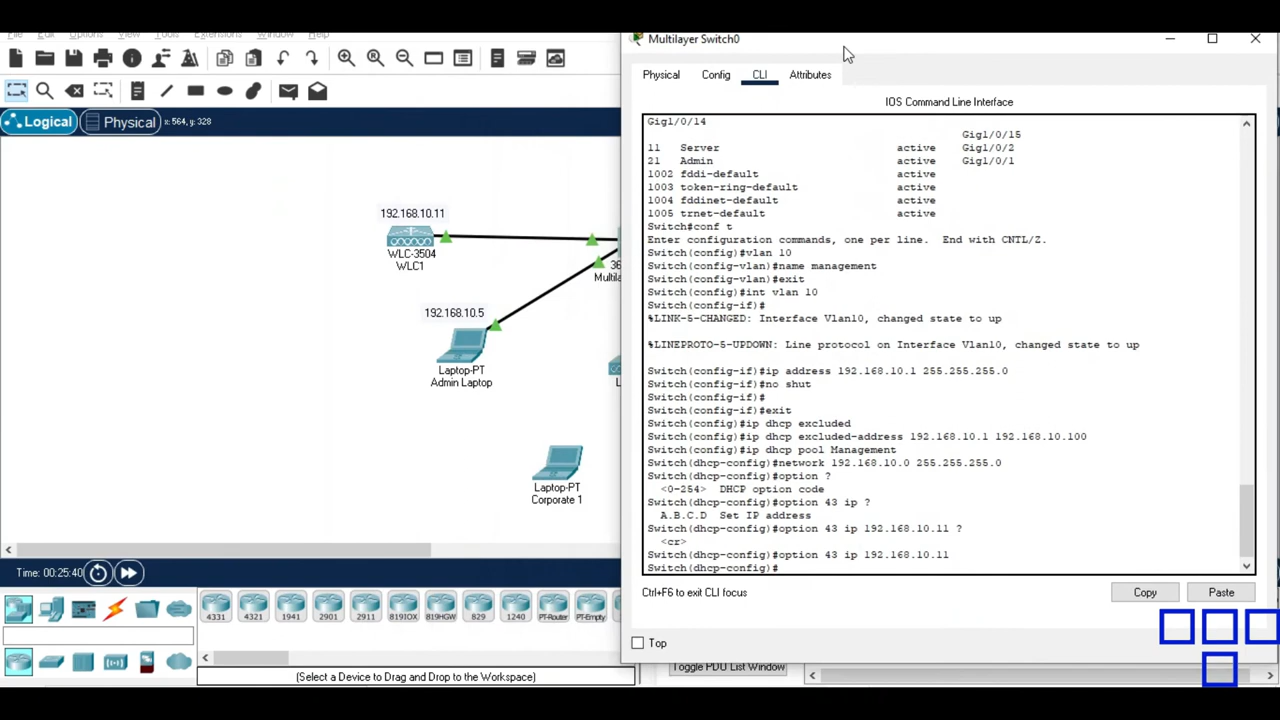 File Edit Options View Tools Extensions Window Help
Logical
Physical
x: 564, y: 328
192.168.10.11
WLC-3504
WLC1
36
Multila
192.168.10.5
Laptop-PT
Admin Laptop
L
Laptop-PT
Corporate 1
Time: 00:25:40
4331 4321 1941 2901 2911 819IOX 819HGW 829 1240 PT-Router PT-Empty
(Select a Device to Drag and Drop to the Workspace)
Multilayer Switch0
Physical Config CLI Attributes
IOS Command Line Interface
Gig1/0/14
Gig1/0/15
11 Server active Gig1/0/2
21 Admin active Gig1/0/1
1002 fddi-default active
1003 token-ring-default active
1004 fddinet-default active
1005 trnet-default active
Switch#conf t
Enter configuration commands, one per line. End with CNTL/Z.
Switch(config)#vlan 10
Switch(config-vlan)#name management
Switch(config-vlan)#exit
Switch(config)#int vlan 10
Switch(config-if)#
%LINK-5-CHANGED: Interface Vlan10, changed state to up
%LINEPROTO-5-UPDOWN: Line protocol on Interface Vlan10, changed state to up
Switch(config-if)#ip address 192.168.10.1 255.255.255.0
Switch(config-if)#no shut
Switch(config-if)#
Switch(config-if)#exit
Switch(config)#ip dhcp excluded
Switch(config)#ip dhcp excluded-address 192.168.10.1 192.168.10.100
Switch(config)#ip dhcp pool Management
Switch(dhcp-config)#network 192.168.10.0 255.255.255.0
Switch(dhcp-config)#option ?
<0-254> DHCP option code
Switch(dhcp-config)#option 43 ip ?
A.B.C.D Set IP address
Switch(dhcp-config)#option 43 ip 192.168.10.11 ?
<cr>
Switch(dhcp-config)#option 43 ip 192.168.10.11
Switch(dhcp-config)#
Ctrl+F6 to exit CLI focus
Copy Paste
Top
Toggle PDU List Window